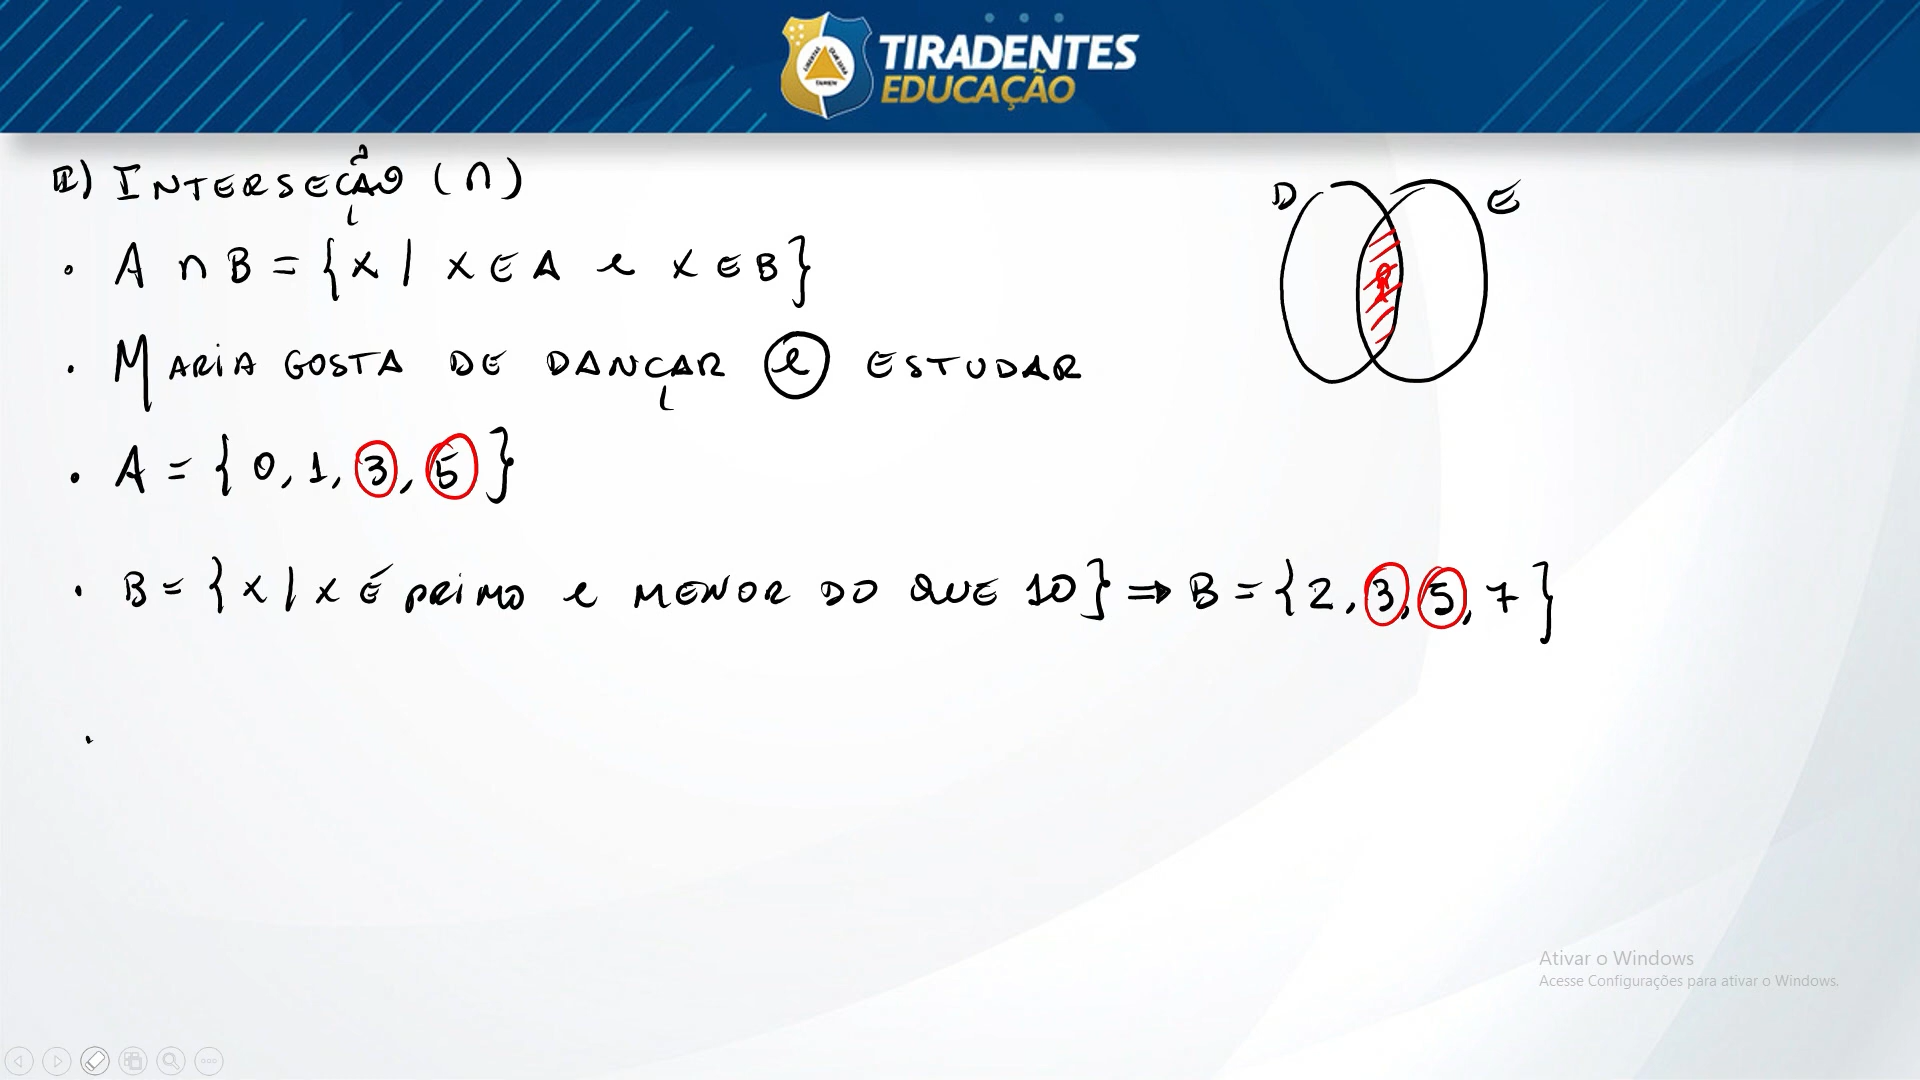 TIRADENTES
EDUCAÇÃO
II) INTERSEÇÃO (∩)
• A ∩ B = {X / X ∈ A e X ∈ B}
D E
• MARIA GOSTA DE DANÇAR e ESTUDAR
• A = {0, 1, 3, 5}
• B = {X / X É PRIMO e MENOR DO QUE 10} ⇒ B = {2, 3, 5, 7}
Ativar o Windows
Acesse Configurações para ativar o Windows.